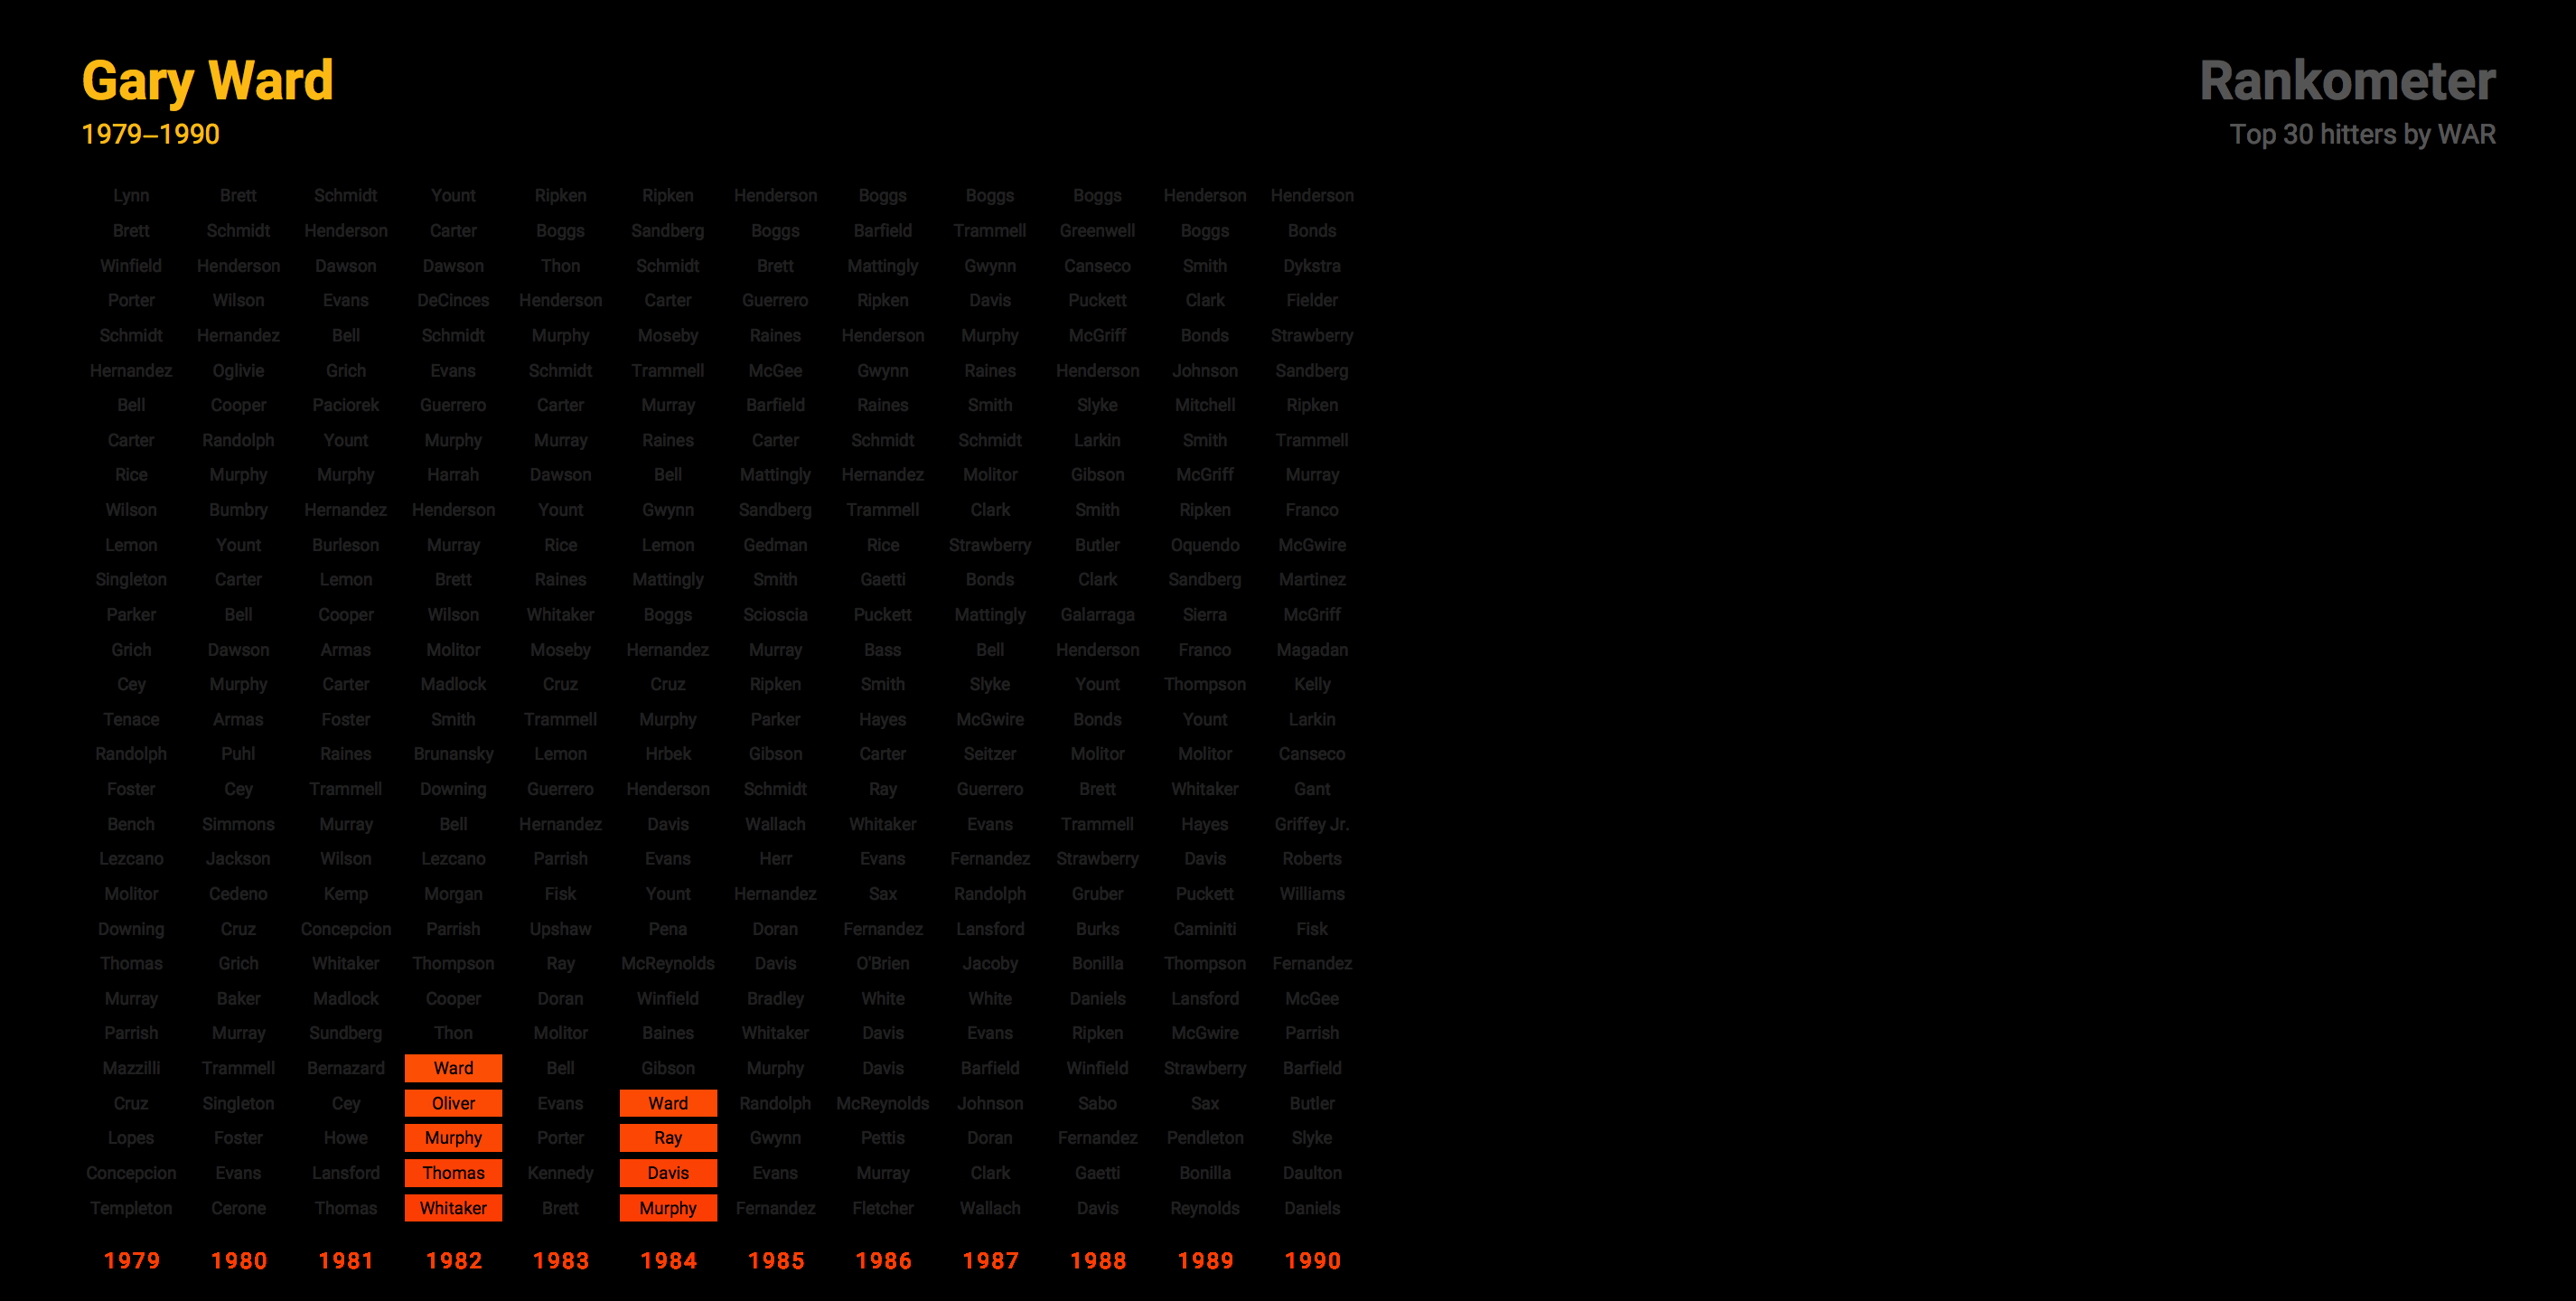 Gary Ward
1979–1990
Rankometer
Top 30 hitters by WAR
Lynn Brett Schmidt Yount Ripken Ripken Henderson Boggs Boggs Boggs Henderson Henderson
Brett Schmidt Henderson Carter Boggs Sandberg Boggs Barfield Trammell Greenwell Boggs Bonds
Winfield Henderson Dawson Dawson Thon Schmidt Brett Mattingly Gwynn Canseco Smith Dykstra
Porter Wilson Evans DeCinces Henderson Carter Guerrero Ripken Davis Puckett Clark Fielder
Schmidt Hernandez Bell Schmidt Murphy Moseby Raines Henderson Murphy McGriff Bonds Strawberry
Hernandez Oglivie Grich Evans Schmidt Trammell McGee Gwynn Raines Henderson Johnson Sandberg
Bell Cooper Paciorek Guerrero Carter Murray Barfield Raines Smith Slyke Mitchell Ripken
Carter Randolph Yount Murphy Murray Raines Carter Schmidt Schmidt Larkin Smith Trammell
Rice Murphy Murphy Harrah Dawson Bell Mattingly Hernandez Molitor Gibson McGriff Murray
Wilson Bumbry Hernandez Henderson Yount Gwynn Sandberg Trammell Clark Smith Ripken Franco
Lemon Yount Burleson Murray Rice Lemon Gedman Rice Strawberry Butler Oquendo McGwire
Singleton Carter Lemon Brett Raines Mattingly Smith Gaetti Bonds Clark Sandberg Martinez
Parker Bell Cooper Wilson Whitaker Boggs Scioscia Puckett Mattingly Galarraga Sierra McGriff
Grich Dawson Armas Molitor Moseby Hernandez Murray Bass Bell Henderson Franco Magadan
Cey Murphy Carter Madlock Cruz Cruz Ripken Smith Slyke Yount Thompson Kelly
Tenace Armas Foster Smith Trammell Murphy Parker Hayes McGwire Bonds Yount Larkin
Randolph Puhl Raines Brunansky Lemon Hrbek Gibson Carter Seitzer Molitor Molitor Canseco
Foster Cey Trammell Downing Guerrero Henderson Schmidt Ray Guerrero Brett Whitaker Gant
Bench Simmons Murray Bell Hernandez Davis Wallach Whitaker Evans Trammell Hayes Griffey Jr.
Lezcano Jackson Wilson Lezcano Parrish Evans Herr Evans Fernandez Strawberry Davis Roberts
Molitor Cedeno Kemp Morgan Fisk Yount Hernandez Sax Randolph Gruber Puckett Williams
Downing Cruz Concepcion Parrish Upshaw Pena Doran Fernandez Lansford Burks Caminiti Fisk
Thomas Grich Whitaker Thompson Ray McReynolds Davis O'Brien Jacoby Bonilla Thompson Fernandez
Murray Baker Madlock Cooper Doran Winfield Bradley White White Daniels Lansford McGee
Parrish Murray Sundberg Thon Molitor Baines Whitaker Davis Evans Ripken McGwire Parrish
Mazzilli Trammell Bernazard Ward Bell Gibson Murphy Davis Barfield Winfield Strawberry Barfield
Cruz Singleton Cey Oliver Evans Ward Randolph McReynolds Johnson Sabo Sax Butler
Lopes Foster Howe Murphy Porter Ray Gwynn Pettis Doran Fernandez Pendleton Slyke
Concepcion Evans Lansford Thomas Kennedy Davis Evans Murray Clark Gaetti Bonilla Daulton
Templeton Cerone Thomas Whitaker Brett Murphy Fernandez Fletcher Wallach Davis Reynolds Daniels
1979 1980 1981 1982 1983 1984 1985 1986 1987 1988 1989 1990